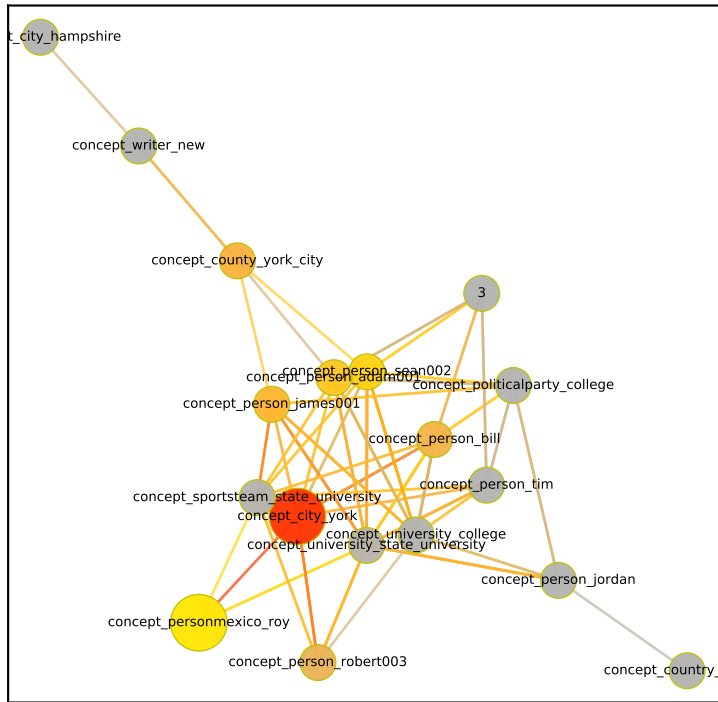 t_city_hampshire
concept_writer_new
concept_county_york_city
3
concept_person_sean002
concept_person_adam001
concept_politicalparty_college
concept_person_james001
concept_person_bill
concept_person_tim
concept_sportsteam_state_university
concept_city_york
concept_university_college
concept_university_state_university
concept_person_jordan
concept_personmexico_roy
concept_person_robert003
concept_country_